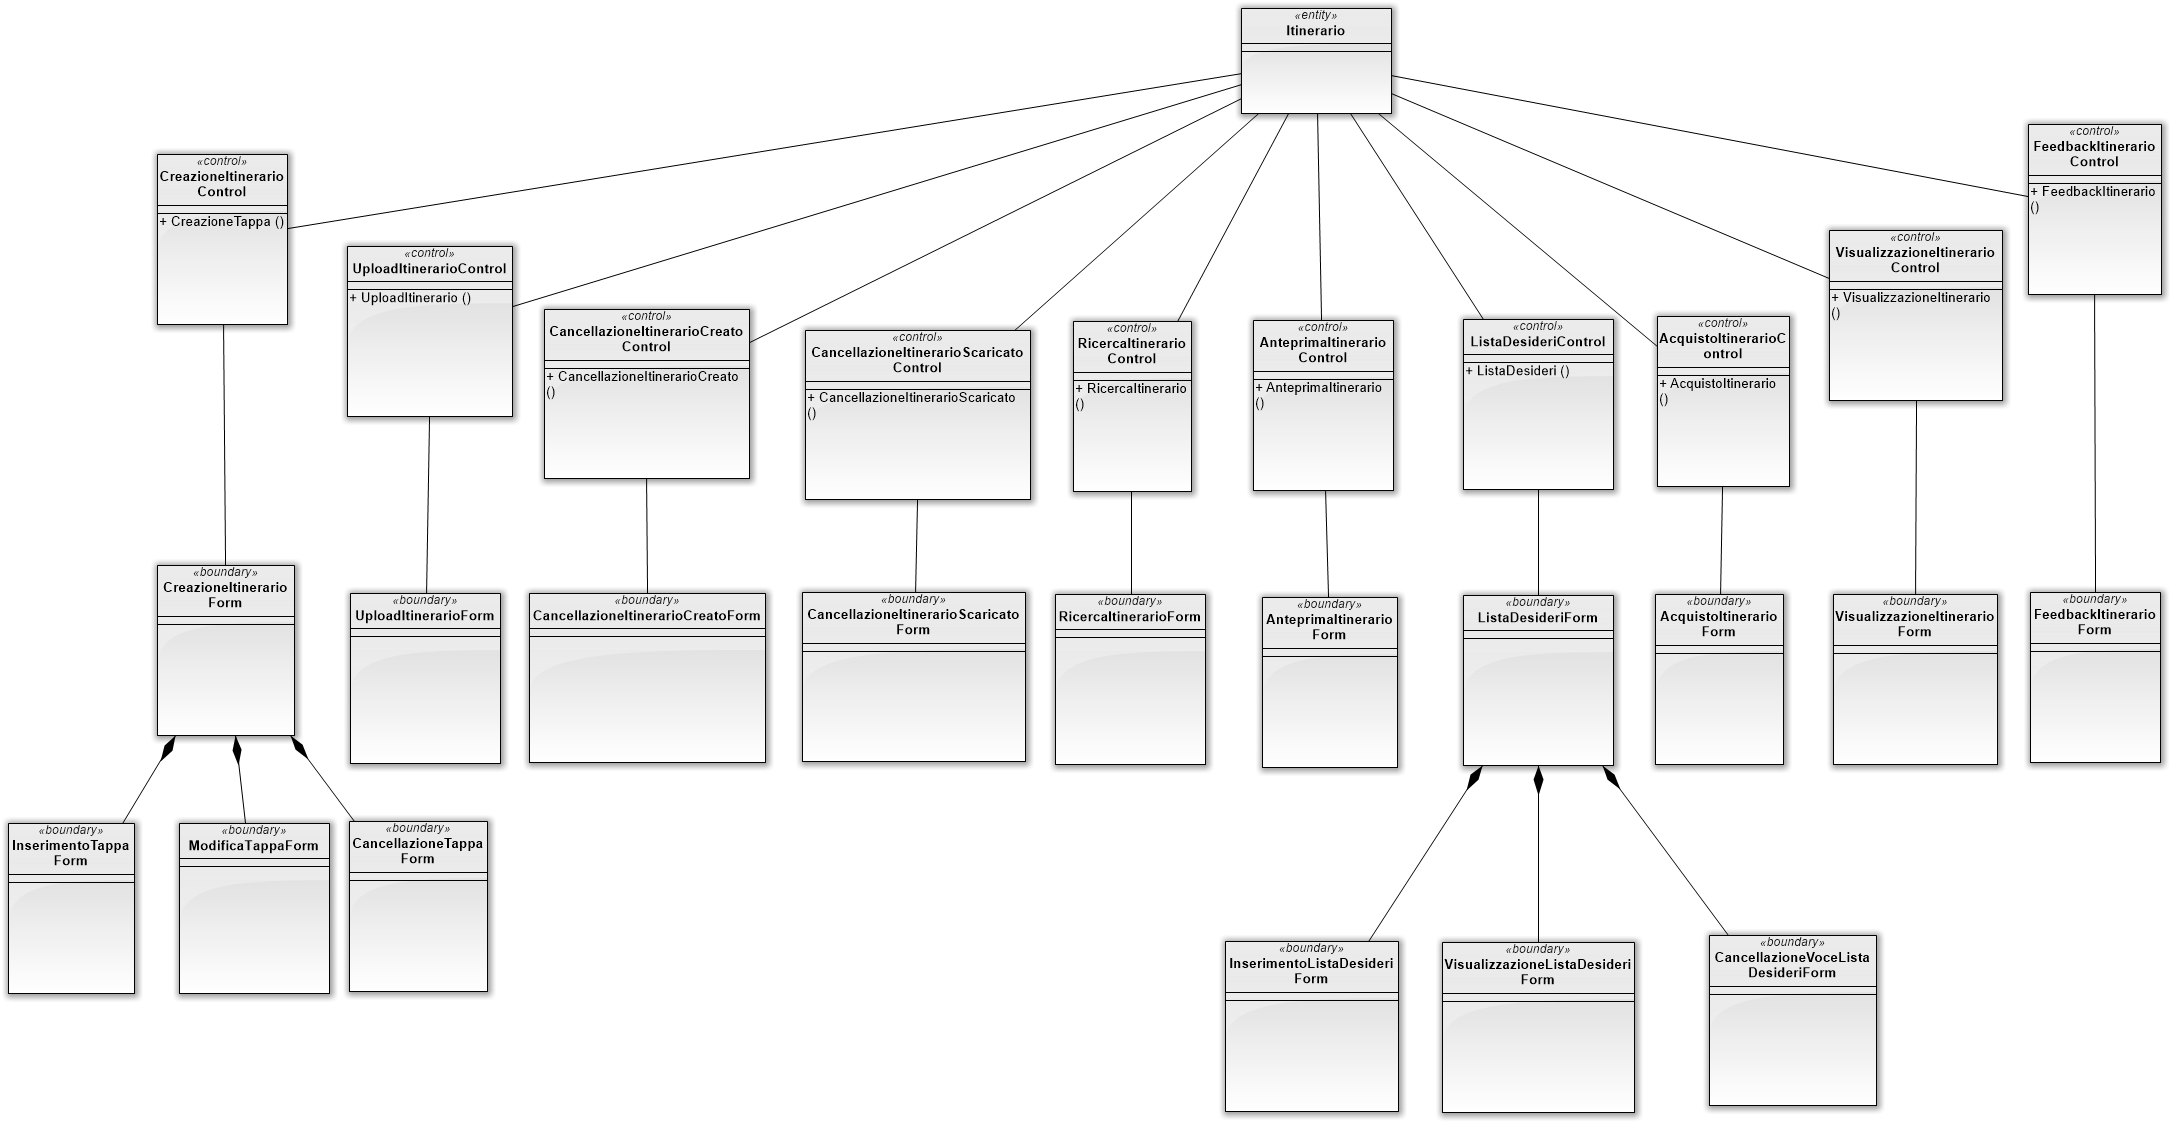 «entity»
Itinerario
«control»
FeedbackItinerario
Control
+ FeedbackItinerario
()
«control»
CreazioneItinerario
Control
+ CreazioneTappa ()
«control»
VisualizzazioneItinerario
Control
+ VisualizzazioneItinerario
()
«control»
UploadItinerarioControl
+ UploadItinerario ()
«control»
CancellazioneItinerarioCreato
Control
+ CancellazioneItinerarioCreato
()
«control»
CancellazioneItinerarioScaricato
Control
+ CancellazioneItinerarioScaricato
()
«control»
RicercaItinerario
Control
+ RicercaItinerario
()
«control»
AnteprimaItinerario
Control
+ AnteprimaItinerario
()
«control»
ListaDesideriControl
+ ListaDesideri ()
«control»
AcquistoItinerarioC
ontrol
+ AcquistoItinerario
()
«boundary»
CreazioneItinerario
Form
«boundary»
UploadItinerarioForm
«boundary»
CancellazioneItinerarioCreatoForm
«boundary»
CancellazioneItinerarioScaricato
Form
«boundary»
RicercaItinerarioForm
«boundary»
AnteprimaItinerario
Form
«boundary»
ListaDesideriForm
«boundary»
AcquistoItinerario
Form
«boundary»
VisualizzazioneItinerario
Form
«boundary»
FeedbackItinerario
Form
«boundary»
InserimentoTappa
Form
«boundary»
ModificaTappaForm
«boundary»
CancellazioneTappa
Form
«boundary»
InserimentoListaDesideri
Form
«boundary»
VisualizzazioneListaDesideri
Form
«boundary»
CancellazioneVoceLista
DesideriForm